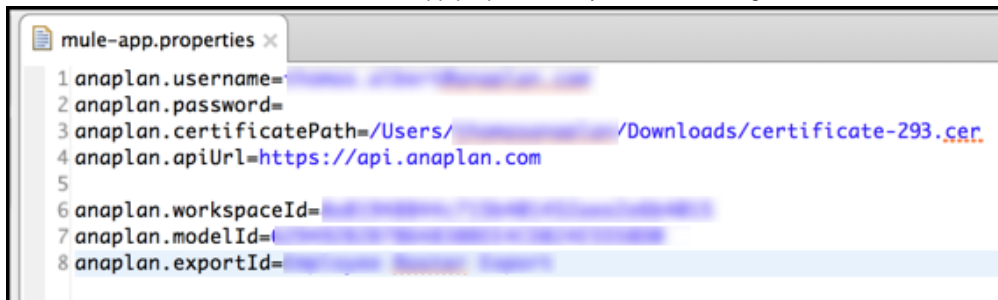 mule-app.properties
1 anaplan.username=
2 anaplan.password=
3 anaplan.certificatePath=/Users/ /Downloads/certificate-293.cer
4 anaplan.apiUrl=https://api.anaplan.com
5
6 anaplan.workspaceId=
7 anaplan.modelId=
8 anaplan.exportId=